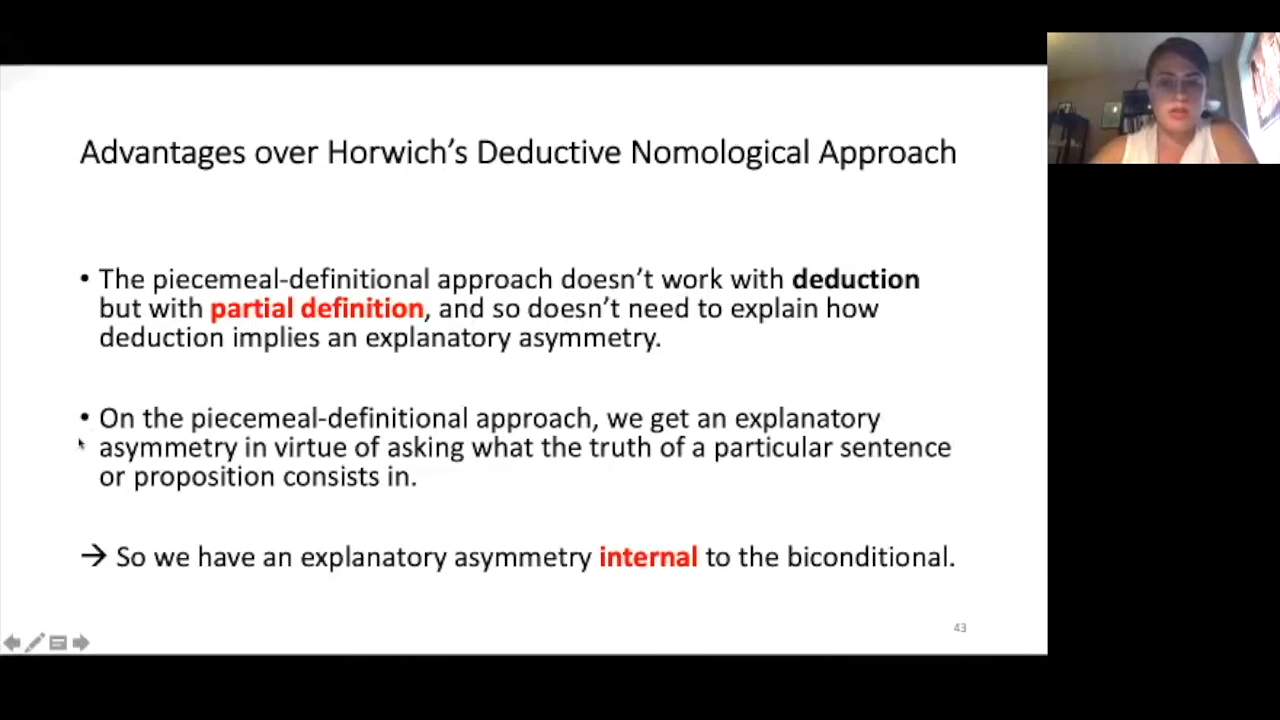 Advantages over Horwich's Deductive Nomological Approach
• The piecemeal-definitional approach doesn't work with deduction
but with partial definition, and so doesn't need to explain how
deduction implies an explanatory asymmetry.
• On the piecemeal-definitional approach, we get an explanatory
asymmetry in virtue of asking what the truth of a particular sentence
or proposition consists in.
→ So we have an explanatory asymmetry internal to the biconditional.
43